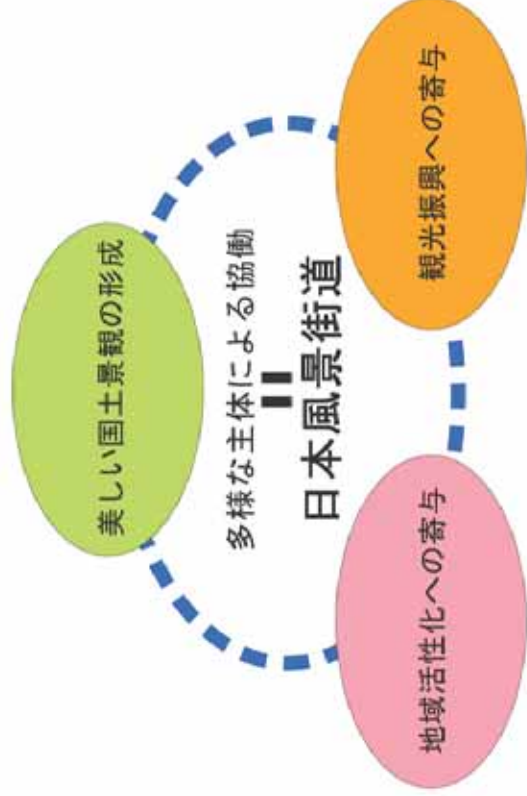 美しい国土景観の形成
多様な主体による協働
＝
日本風景街道
地域活性化への寄与
観光振興への寄与